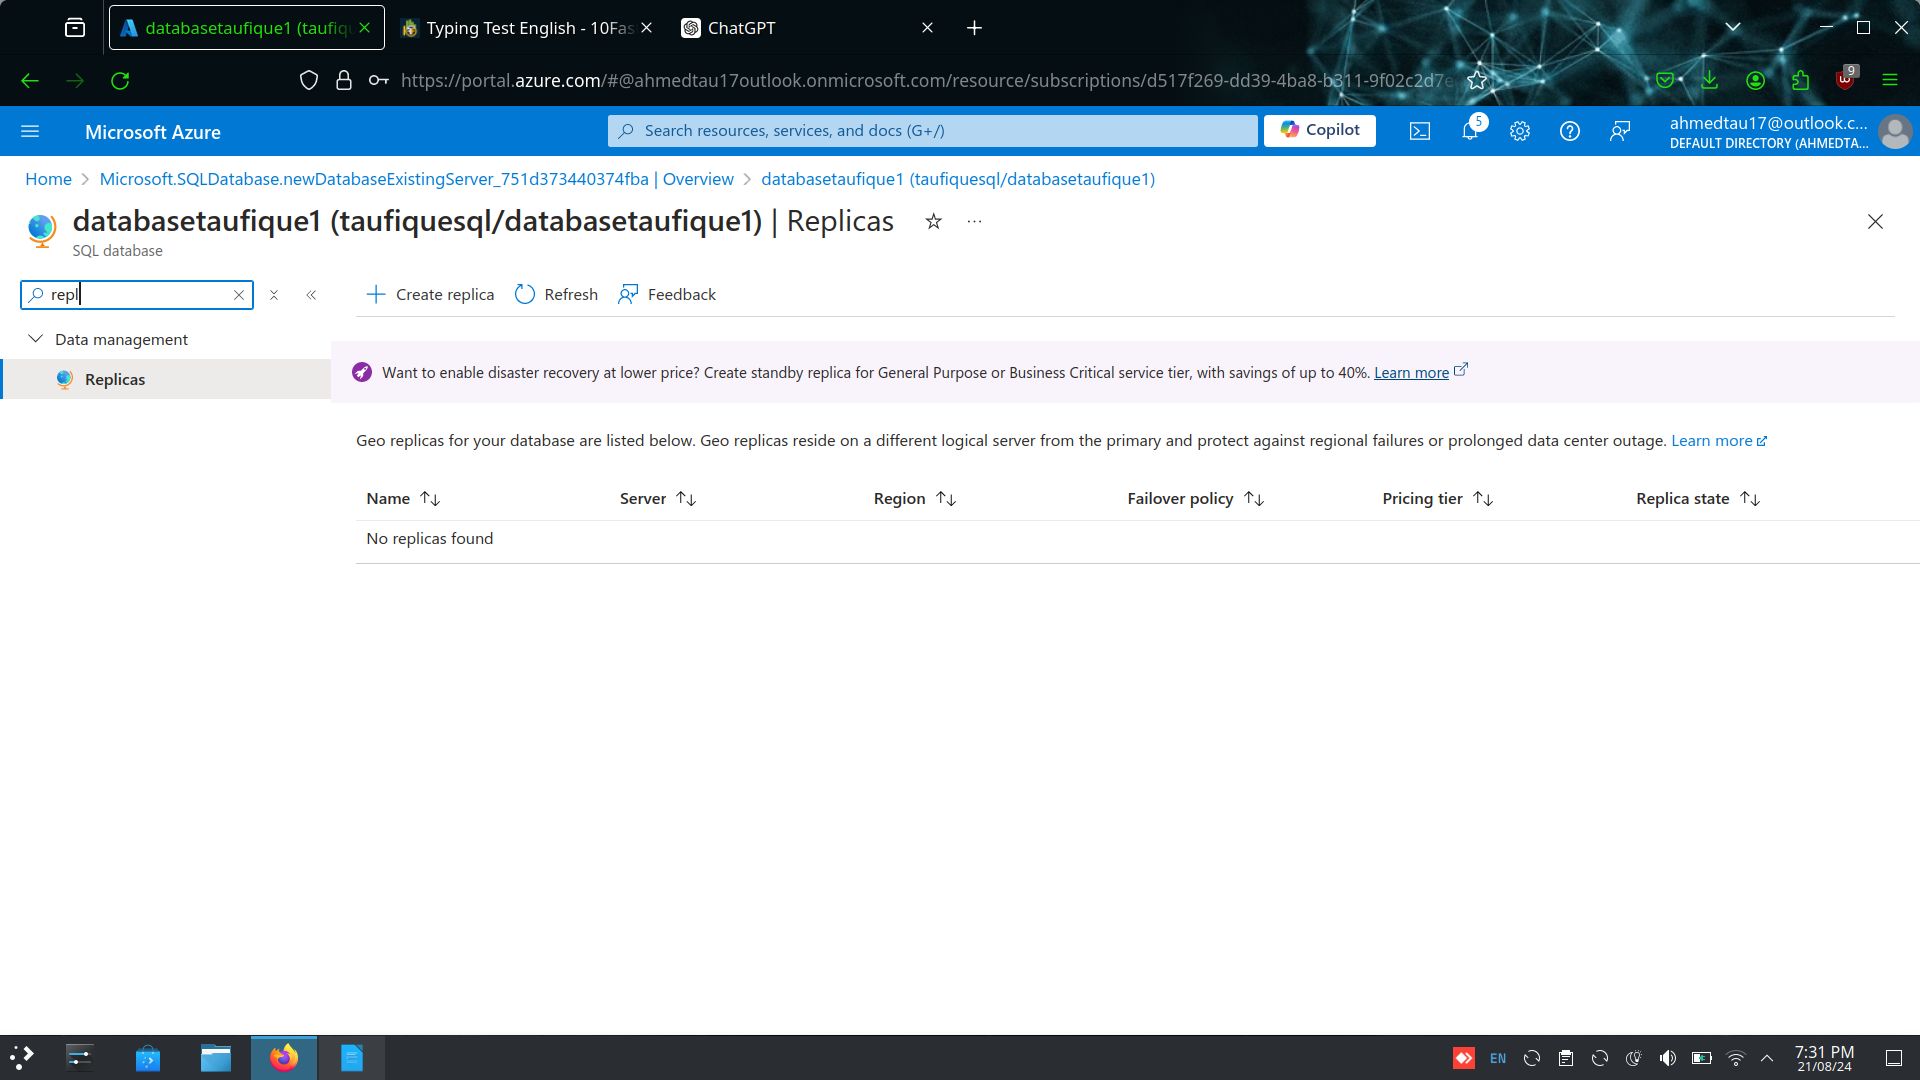 databasetaufique1 (taufiq
Typing Test English - 10Fas
ChatGPT
https://portal.azure.com/#@ahmedtau17outlook.onmicrosoft.com/resource/subscriptions/d517f269-dd39-4ba8-b311-9f02c2d7e
9
Microsoft Azure
Search resources, services, and docs (G+/)
Copilot
5
ahmedtau17@outlook.c...
DEFAULT DIRECTORY (AHMEDTA...
Home > Microsoft.SQLDatabase.newDatabaseExistingServer_751d373440374fba | Overview > databasetaufique1 (taufiquesql/databasetaufique1)
databasetaufique1 (taufiquesql/databasetaufique1) | Replicas
SQL database
repl
Create replica
Refresh
Feedback
Data management
Replicas
Want to enable disaster recovery at lower price? Create standby replica for General Purpose or Business Critical service tier, with savings of up to 40%. Learn more
Geo replicas for your database are listed below. Geo replicas reside on a different logical server from the primary and protect against regional failures or prolonged data center outage. Learn more
Name ↑↓ Server ↑↓ Region ↑↓ Failover policy ↑↓ Pricing tier ↑↓ Replica state ↑↓
No replicas found
EN
7:31 PM
21/08/24